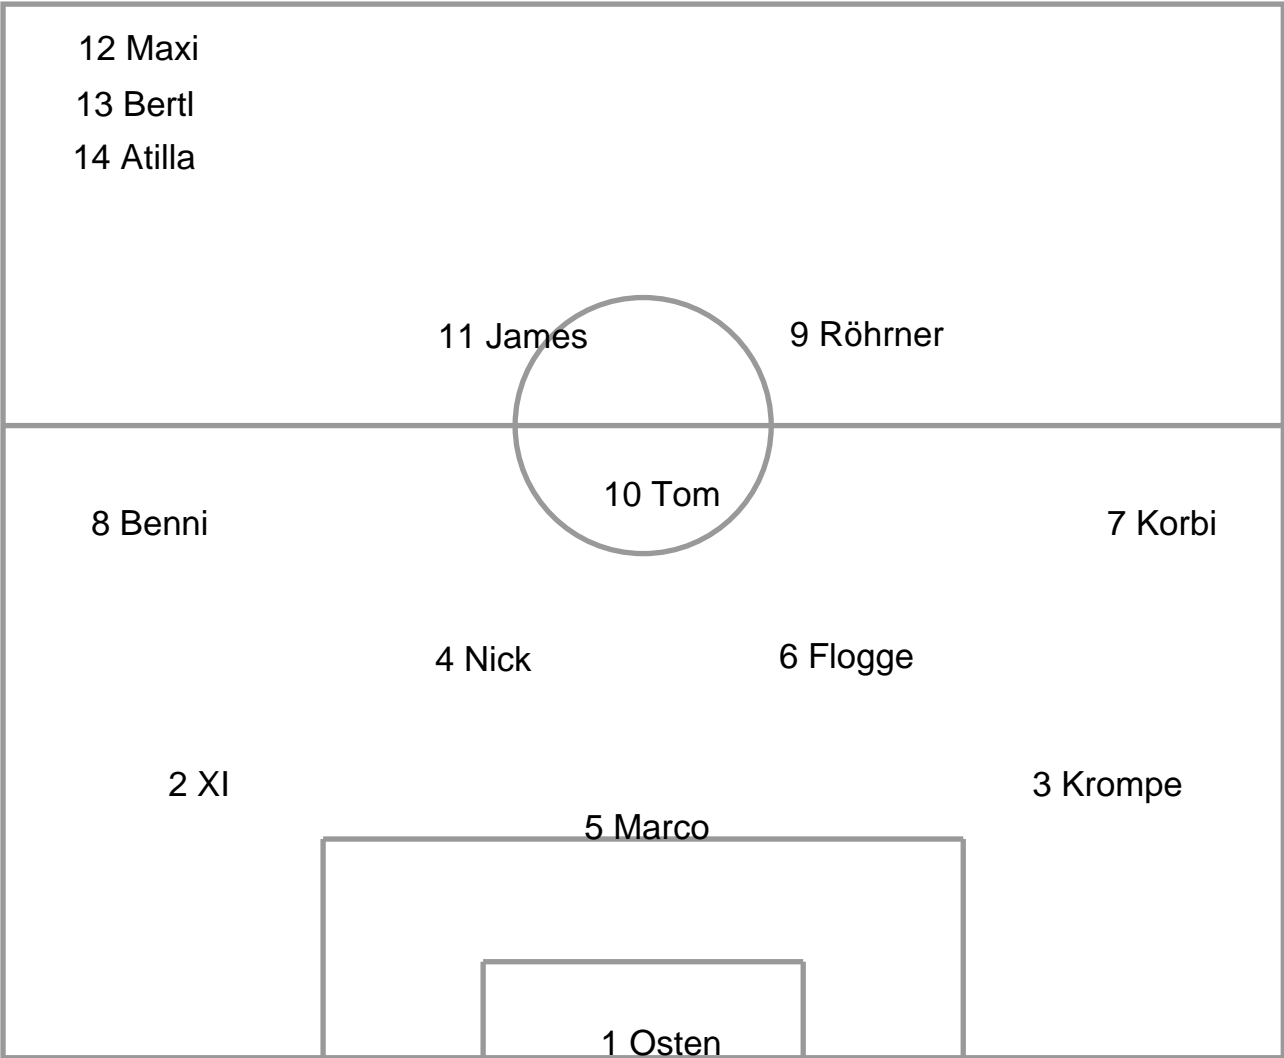 12 Maxi
13 Bertl
14 Atilla
11 James
9 Röhrner
10 Tom
8 Benni
7 Korbi
4 Nick
6 Flogge
2 XI
3 Krompe
5 Marco
1 Osten